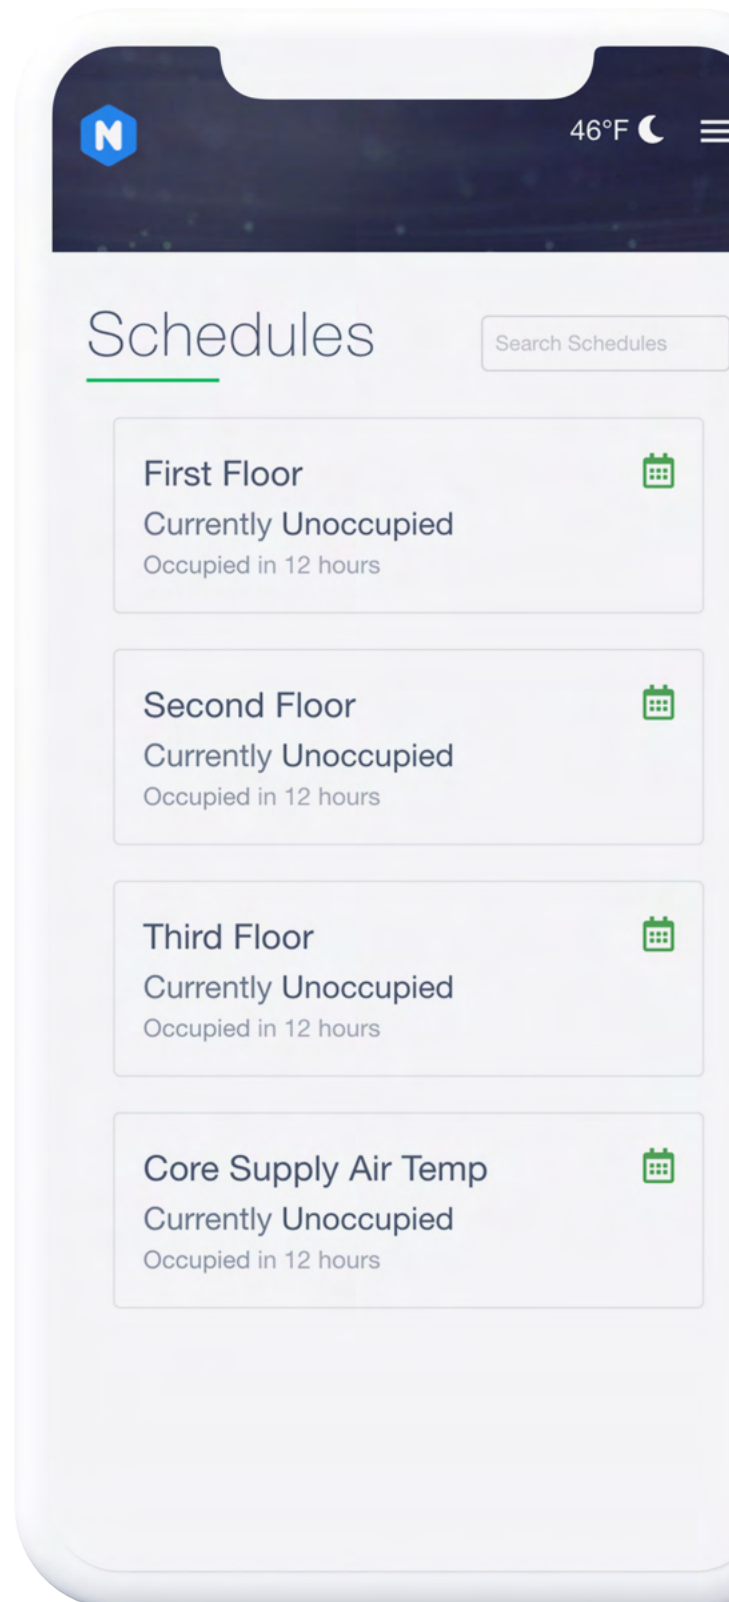 N
46°F
Schedules
Search Schedules
First Floor
Currently Unoccupied
Occupied in 12 hours
Second Floor
Currently Unoccupied
Occupied in 12 hours
Third Floor
Currently Unoccupied
Occupied in 12 hours
Core Supply Air Temp
Currently Unoccupied
Occupied in 12 hours